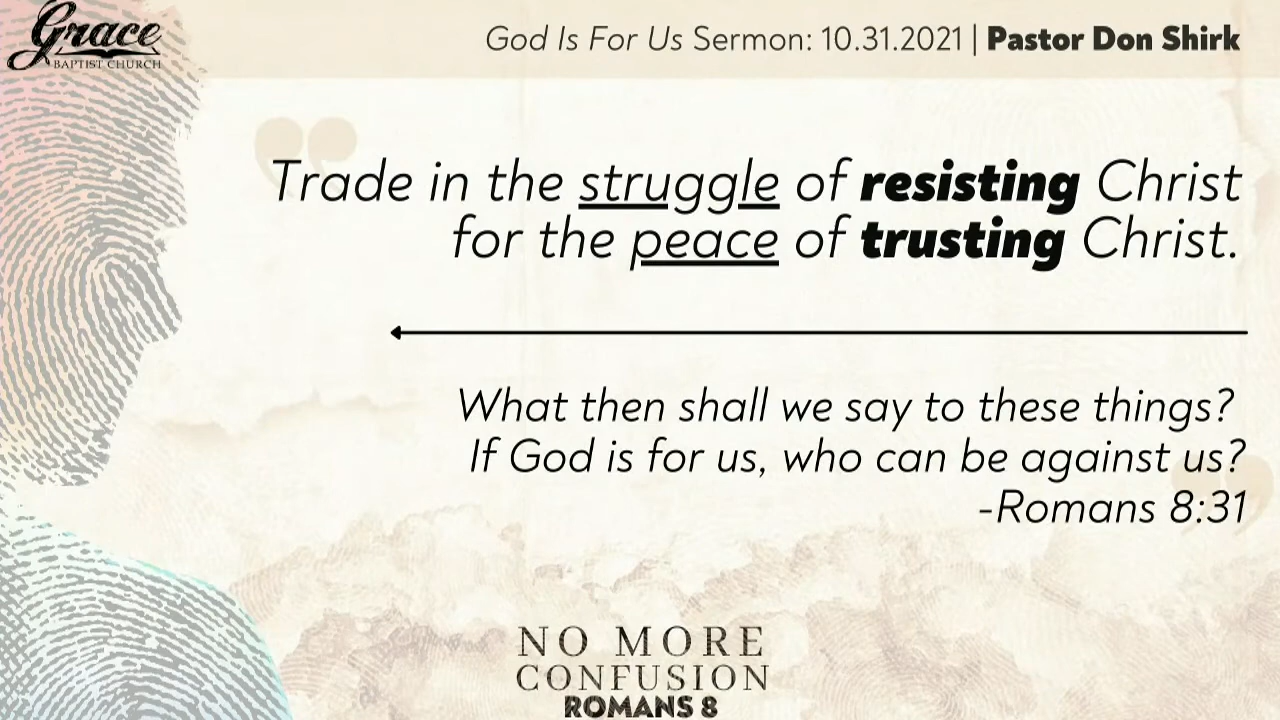 Grace
BAPTIST CHURCH
God Is For Us Sermon: 10.31.2021 | Pastor Don Shirk
Trade in the struggle of resisting Christ
for the peace of trusting Christ.
What then shall we say to these things?
If God is for us, who can be against us?
-Romans 8:31
NO MORE
CONFUSION
ROMANS 8